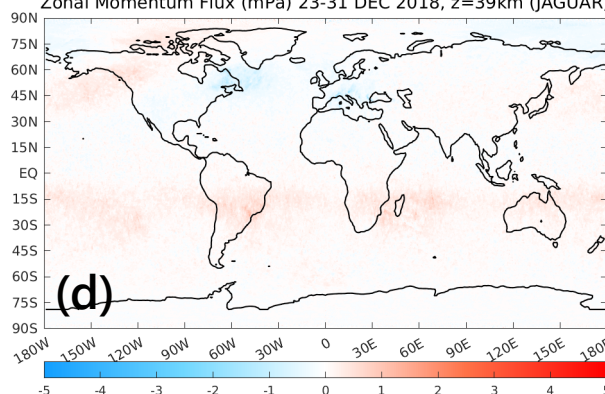 Zonal Momentum Flux (mPa) 23-31 DEC 2018, z=39km (JAGUAR)
90N
75N
60N
45N
30N
15N
EQ
15S
30S
45S
60S
75S
90S
(d)
180W 150W 120W 90W 60W 30W 0 30E 60E 90E 120E 150E 180E
-5 -4 -3 -2 -1 0 1 2 3 4 5